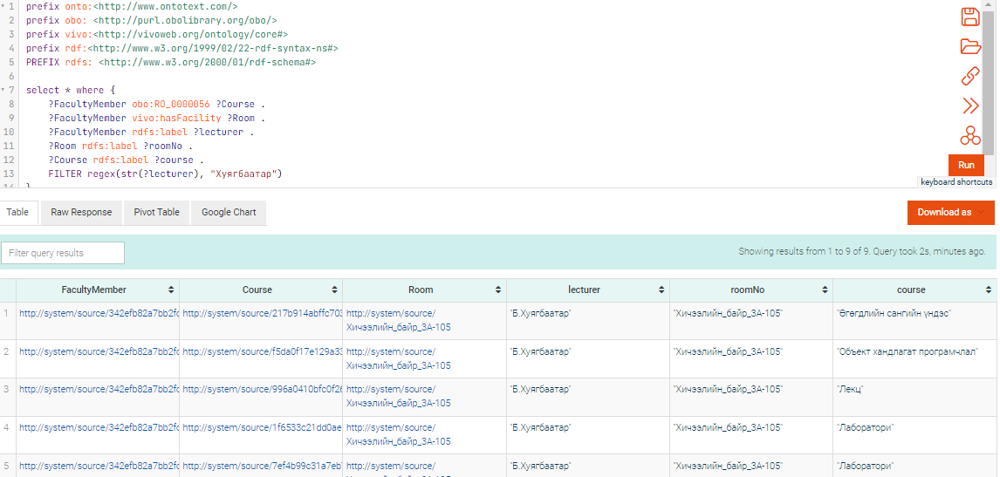 1 prefix onto:<http://www.ontotext.com/>
2 prefix obo: <http://purl.obolibrary.org/obo/>
3 prefix vivo:<http://vivoweb.org/ontology/core#>
4 prefix rdf:<http://www.w3.org/1999/02/22-rdf-syntax-ns#>
5 PREFIX rdfs: <http://www.w3.org/2000/01/rdf-schema#>
6
7 select * where {
8 ?FacultyMember obo:RO_0000056 ?Course .
9 ?FacultyMember vivo:hasFacility ?Room .
10 ?FacultyMember rdfs:label ?lecturer .
11 ?Room rdfs:label ?roomNo .
12 ?Course rdfs:label ?course .
13 FILTER regex(str(?lecturer), "Хуягбаатар")
14 }
Run
keyboard shortcuts
Table Raw Response Pivot Table Google Chart Download as
Filter query results Showing results from 1 to 9 of 9. Query took 2s, minutes ago.
FacultyMember Course Room lecturer roomNo course
1 http://system/source/342efb82a7bb2fc http://system/source/217b914abffc703 http://system/source/ "Б.Хуягбаатар" "Хичээлийн_байр_3А-105" "Өгөгдлийн сангийн үндэс"
Хичээлийн_байр_3А-105
2 http://system/source/342efb82a7bb2fc http://system/source/f5da0f17e129a33 http://system/source/ "Б.Хуягбаатар" "Хичээлийн_байр_3А-105" "Объект хандлагат програмчлал"
Хичээлийн_байр_3А-105
3 http://system/source/342efb82a7bb2fc http://system/source/996a0410bfc0f26 http://system/source/ "Б.Хуягбаатар" "Хичээлийн_байр_3А-105" "Лекц"
Хичээлийн_байр_3А-105
4 http://system/source/342efb82a7bb2fc http://system/source/1f6533c21dd0ae http://system/source/ "Б.Хуягбаатар" "Хичээлийн_байр_3А-105" "Лаборатори"
Хичээлийн_байр_3А-105
5 http://system/source/342efb82a7bb2fc http://system/source/7ef4b99c31a7eb http://system/source/ "Б.Хуягбаатар" "Хичээлийн_байр_3А-105" "Лаборатори"